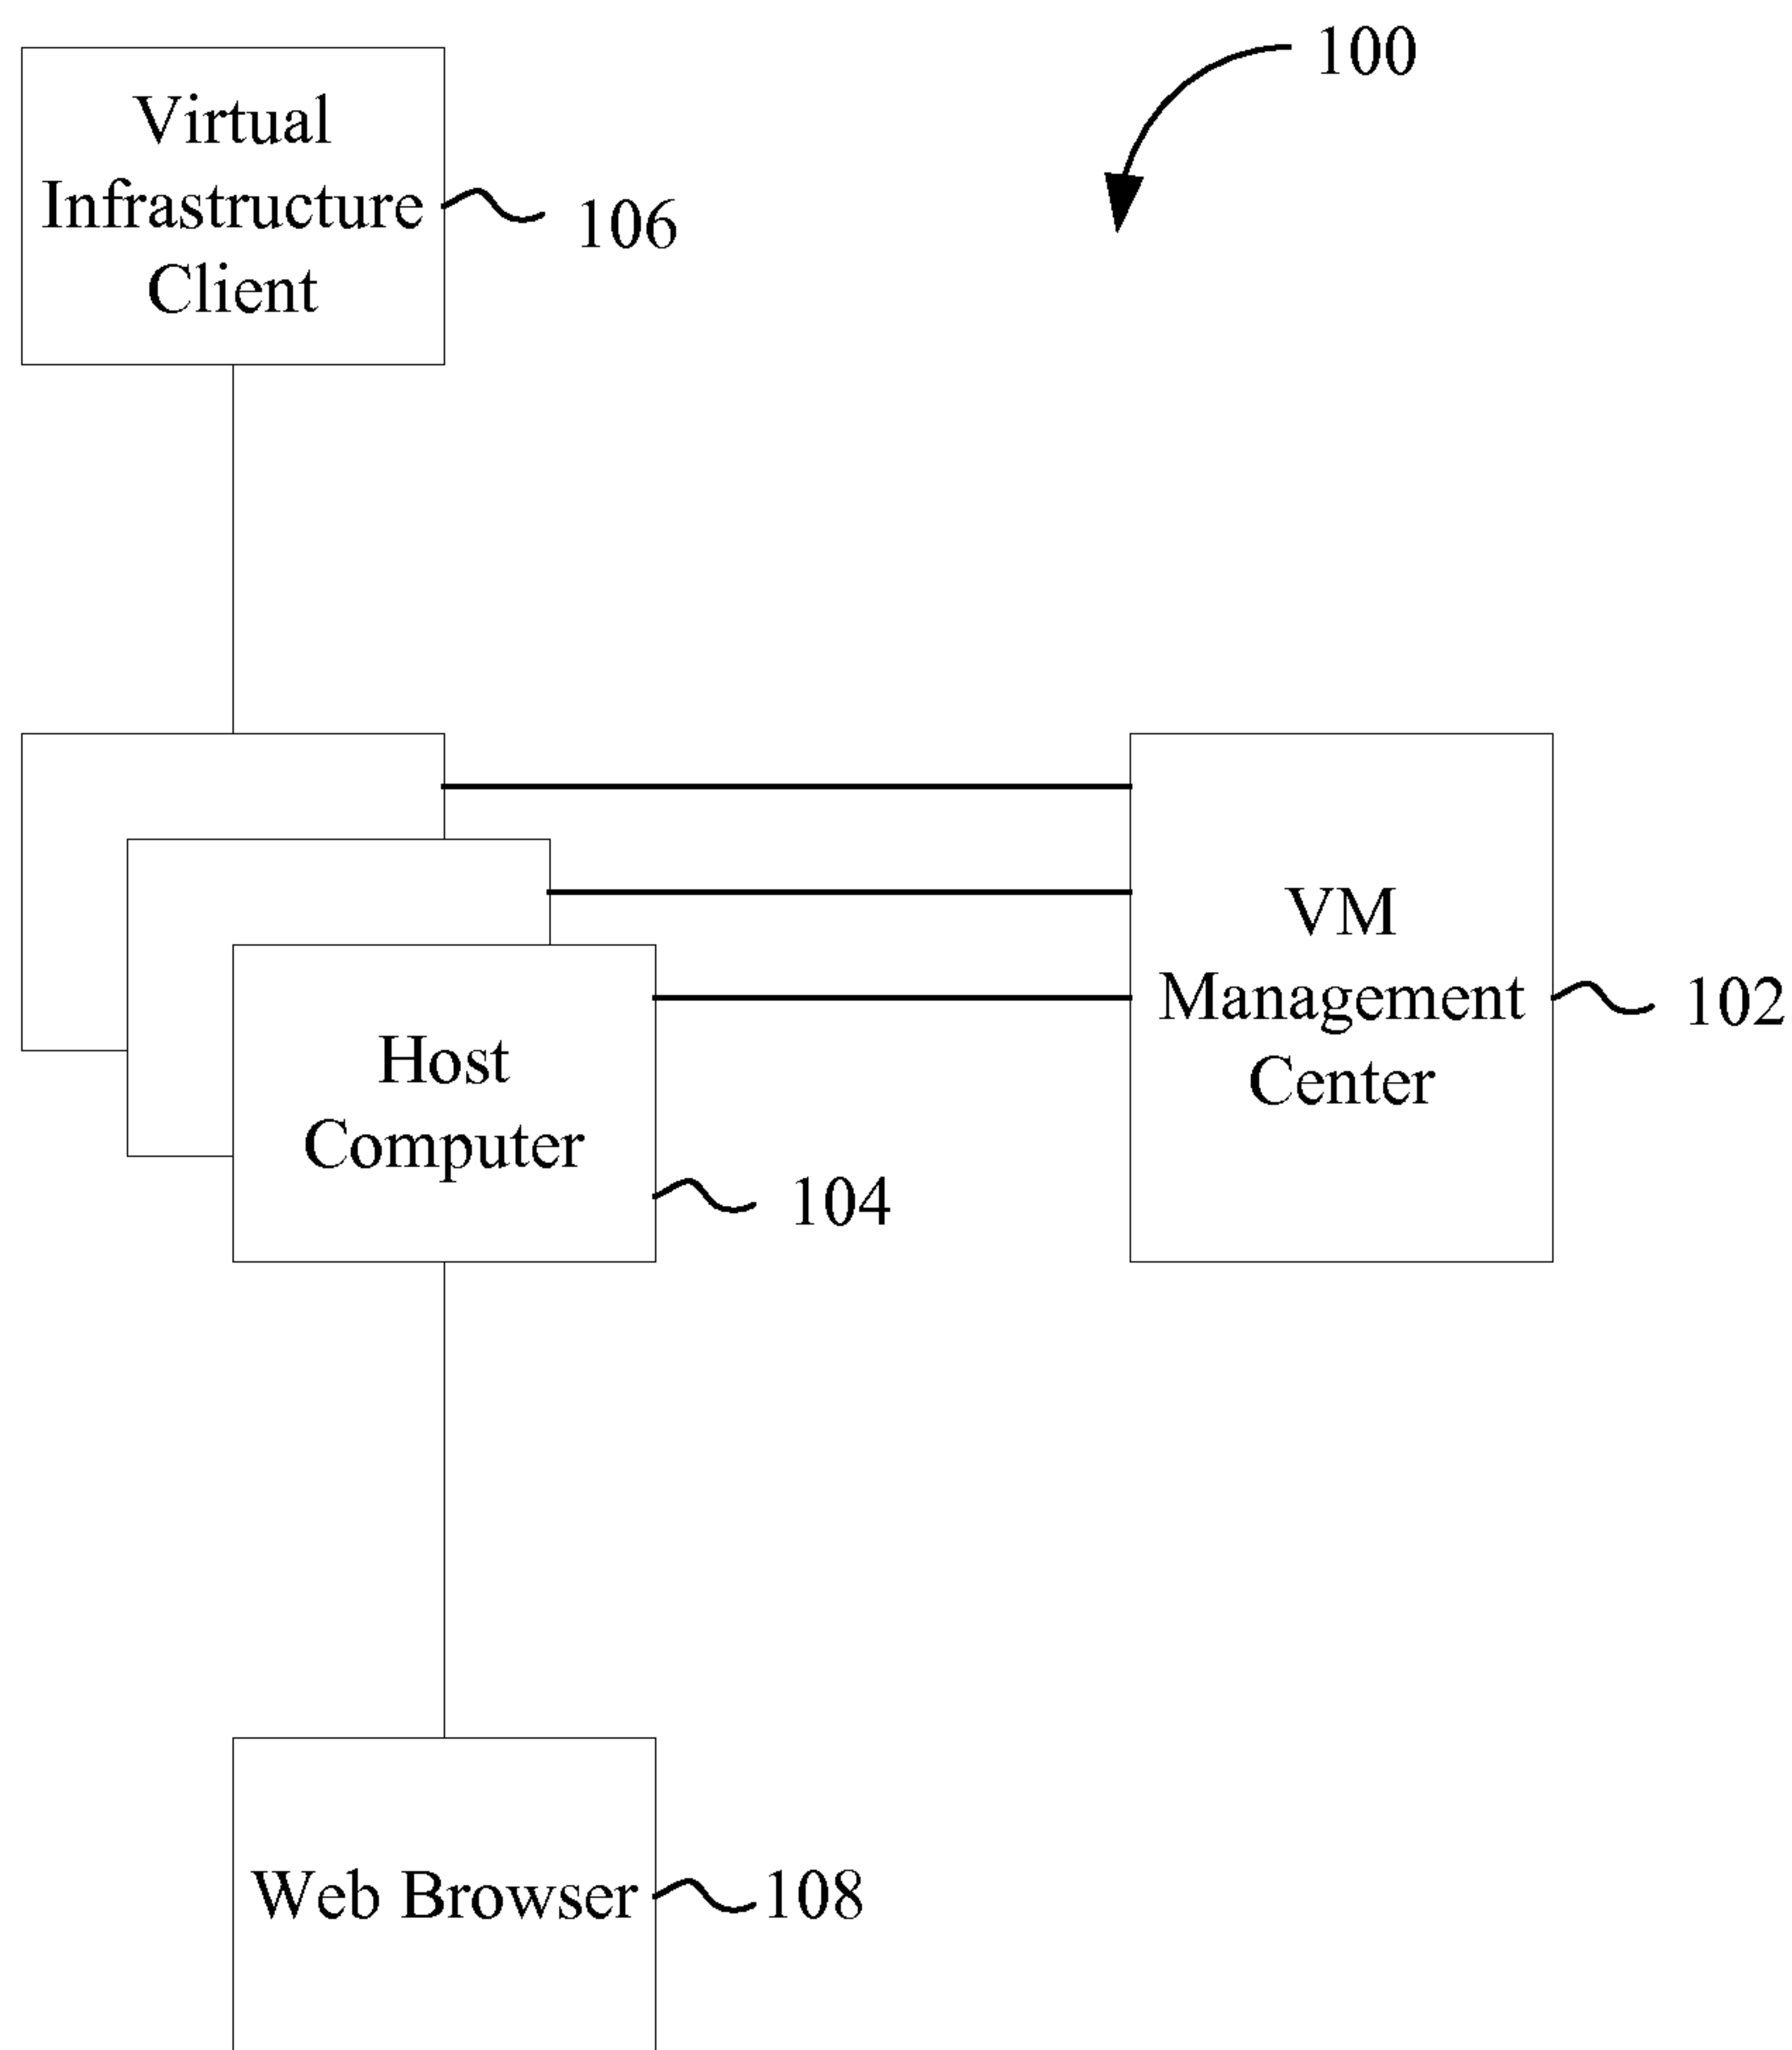 100
Virtual
Infrastructure
Client
106
VM
Management
Center
102
Host
Computer
104
Web Browser
108